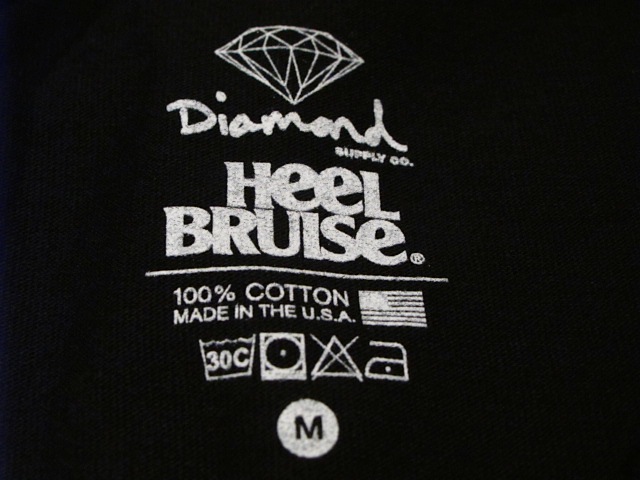 Diamond
SUPPLY CO.
HeeL
BRUISe®
100% COTTON
MADE IN THE U.S.A.
30C
M